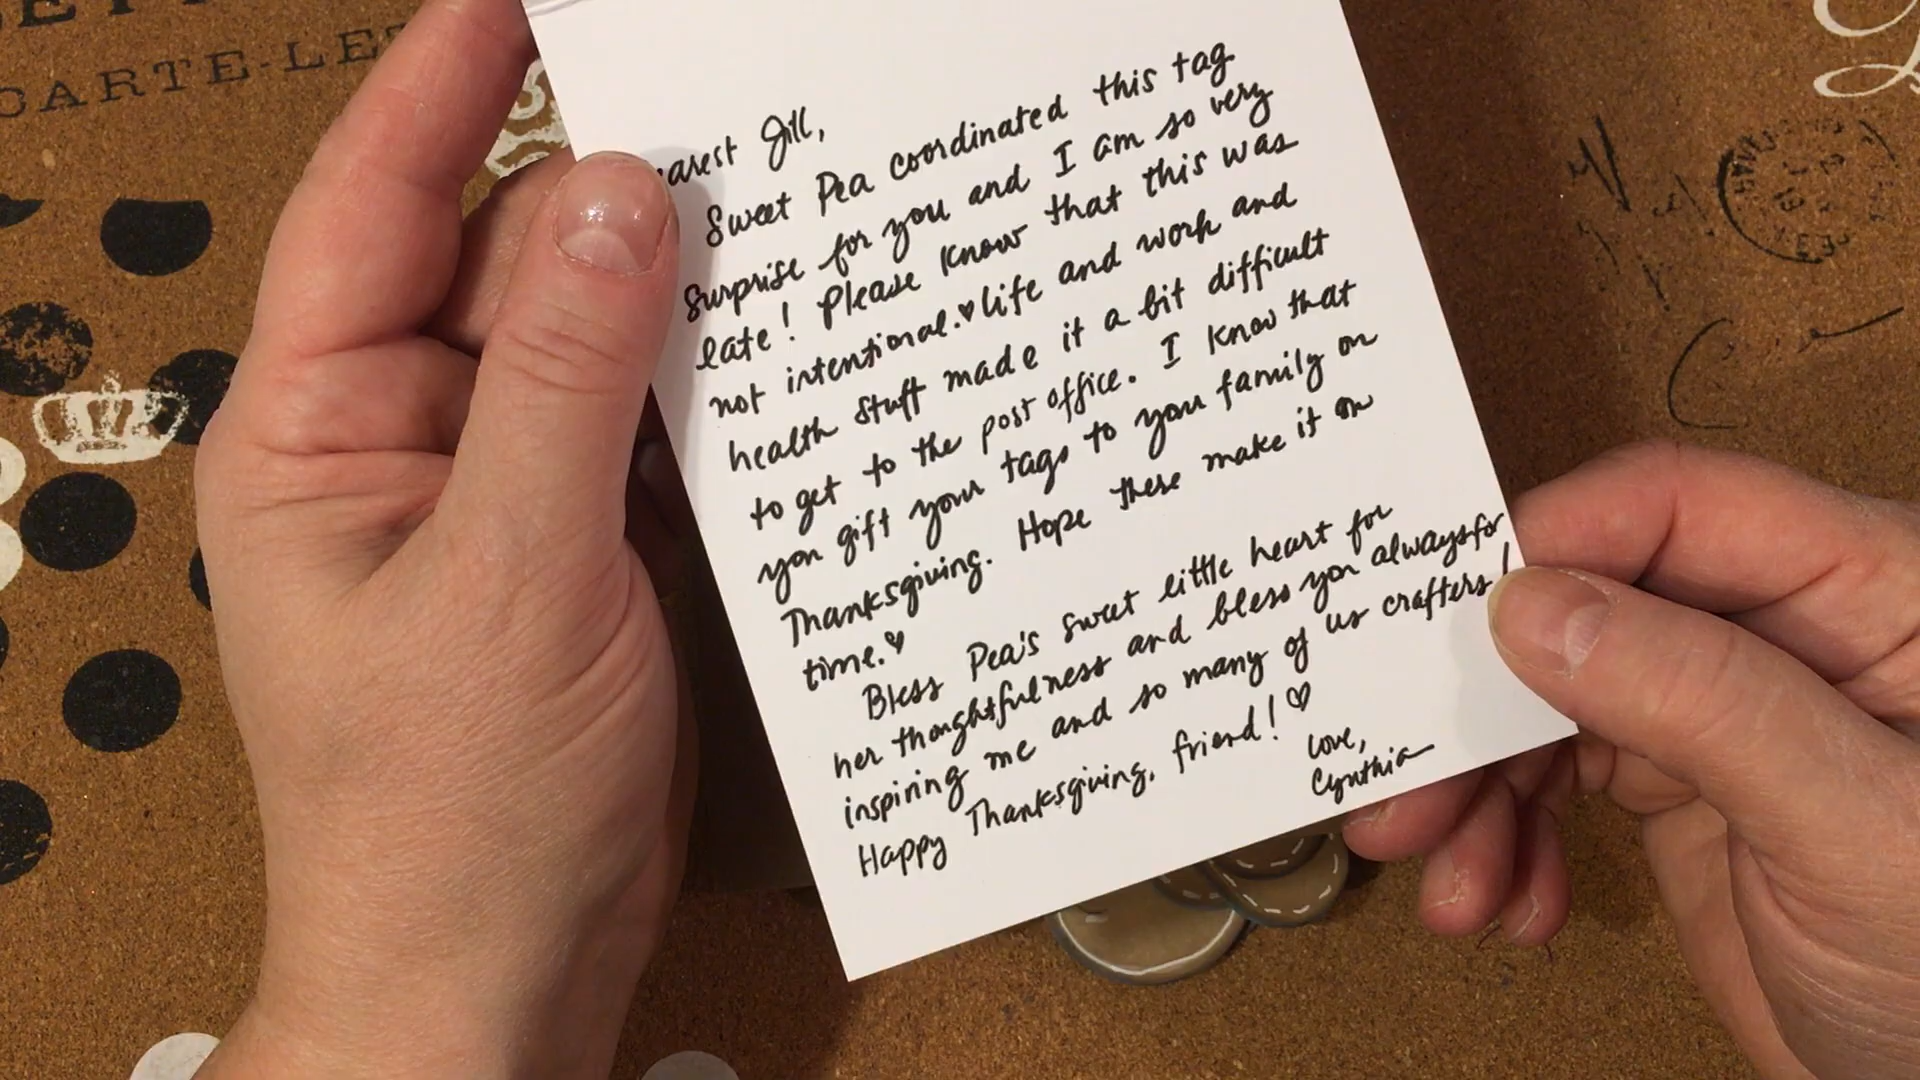 CARTE-LE
earest Jill,
Sweet Pea coordinated this tag
surprise for you and I am so very
late! Please know that this was
not intentional.♥ Life and work and
health stuff made it a bit difficult
to get to the post office. I know that
you gift your tags to your family on
Thanksgiving. Hope these make it on
time.♥
Bless Pea's sweet little heart for
her thoughtfulness and bless you always for
inspiring me and so many of us crafters!
Happy Thanksgiving, friend! ♡
Love,
Cynthia